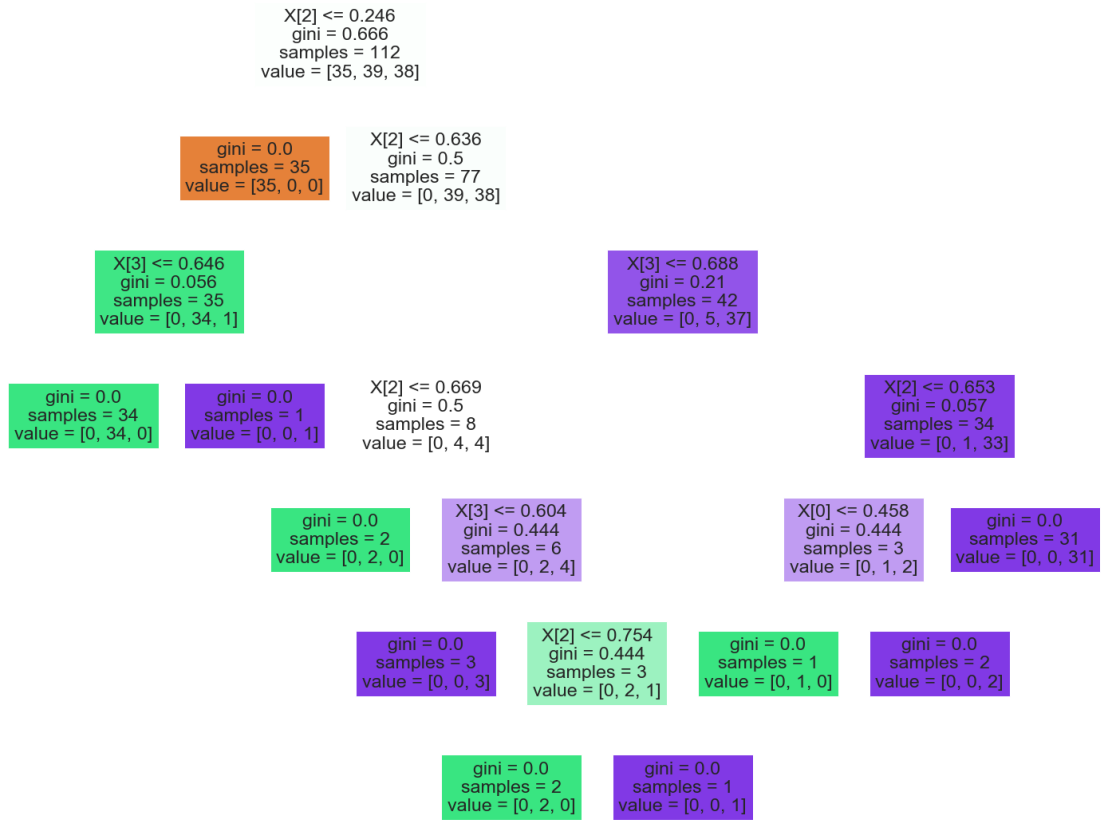 X[2] <= 0.246
gini = 0.666
samples = 112
value = [35, 39, 38]
gini = 0.0
samples = 35
value = [35, 0, 0]
X[2] <= 0.636
gini = 0.5
samples = 77
value = [0, 39, 38]
X[3] <= 0.646
gini = 0.056
samples = 35
value = [0, 34, 1]
X[3] <= 0.688
gini = 0.21
samples = 42
value = [0, 5, 37]
gini = 0.0
samples = 34
value = [0, 34, 0]
gini = 0.0
samples = 1
value = [0, 0, 1]
X[2] <= 0.669
gini = 0.5
samples = 8
value = [0, 4, 4]
X[2] <= 0.653
gini = 0.057
samples = 34
value = [0, 1, 33]
gini = 0.0
samples = 2
value = [0, 2, 0]
X[3] <= 0.604
gini = 0.444
samples = 6
value = [0, 2, 4]
X[0] <= 0.458
gini = 0.444
samples = 3
value = [0, 1, 2]
gini = 0.0
samples = 31
value = [0, 0, 31]
gini = 0.0
samples = 3
value = [0, 0, 3]
X[2] <= 0.754
gini = 0.444
samples = 3
value = [0, 2, 1]
gini = 0.0
samples = 1
value = [0, 1, 0]
gini = 0.0
samples = 2
value = [0, 0, 2]
gini = 0.0
samples = 2
value = [0, 2, 0]
gini = 0.0
samples = 1
value = [0, 0, 1]